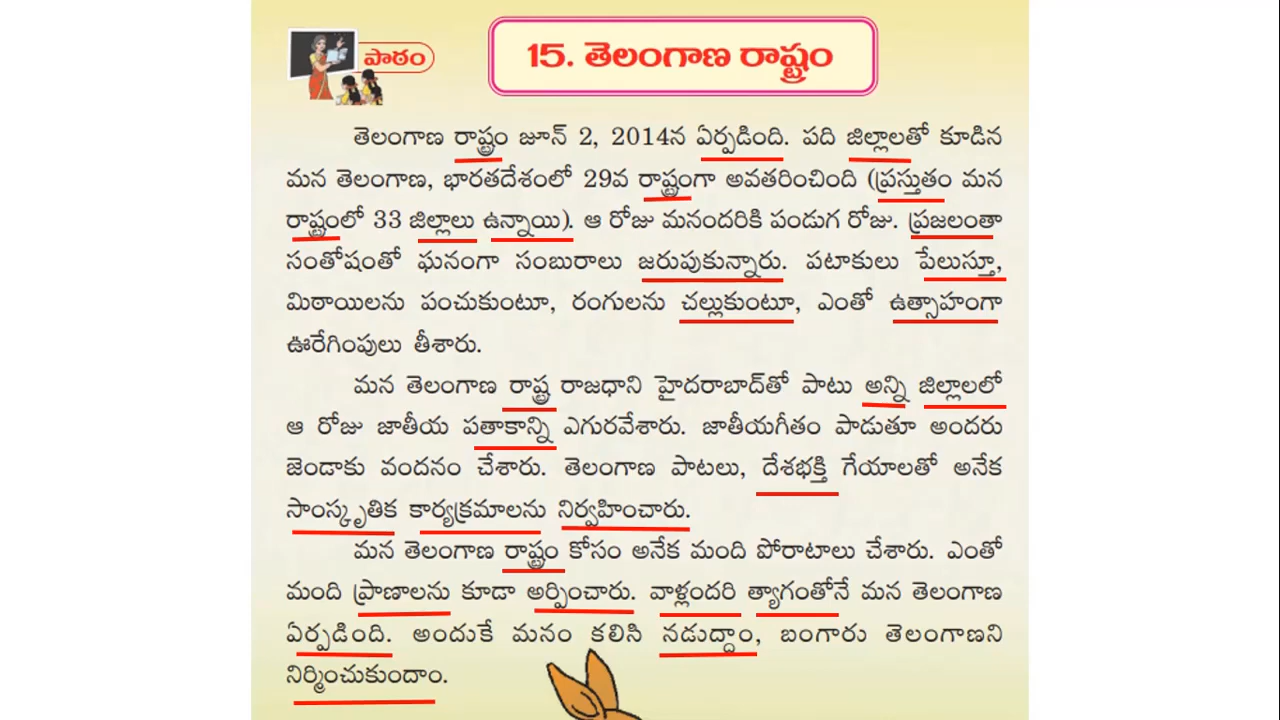 పాఠం
15. తెలంగాణ రాష్ట్రం
తెలంగాణ రాష్ట్రం జూన్ 2, 2014న ఏర్పడింది. పది జిల్లాలతో కూడిన
మన తెలంగాణ, భారతదేశంలో 29వ రాష్ట్రంగా అవతరించింది (ప్రస్తుతం మన
రాష్ట్రంలో 33 జిల్లాలు ఉన్నాయి). ఆ రోజు మనందరికి పండుగ రోజు. ప్రజలంతా
సంతోషంతో ఘనంగా సంబురాలు జరుపుకున్నారు. పటాకులు పేలుస్తూ,
మిఠాయిలను పంచుకుంటూ, రంగులను చల్లుకుంటూ, ఎంతో ఉత్సాహంగా
ఊరేగింపులు తీశారు.
మన తెలంగాణ రాష్ట్ర రాజధాని హైదరాబాద్‌తో పాటు అన్ని జిల్లాలలో
ఆ రోజు జాతీయ పతాకాన్ని ఎగురవేశారు. జాతీయగీతం పాడుతూ అందరు
జెండాకు వందనం చేశారు. తెలంగాణ పాటలు, దేశభక్తి గేయాలతో అనేక
సాంస్కృతిక కార్యక్రమాలను నిర్వహించారు.
మన తెలంగాణ రాష్ట్రం కోసం అనేక మంది పోరాటాలు చేశారు. ఎంతో
మంది ప్రాణాలను కూడా అర్పించారు. వాళ్లందరి త్యాగంతోనే మన తెలంగాణ
ఏర్పడింది. అందుకే మనం కలిసి నడుద్దాం, బంగారు తెలంగాణని
నిర్మించుకుందాం.